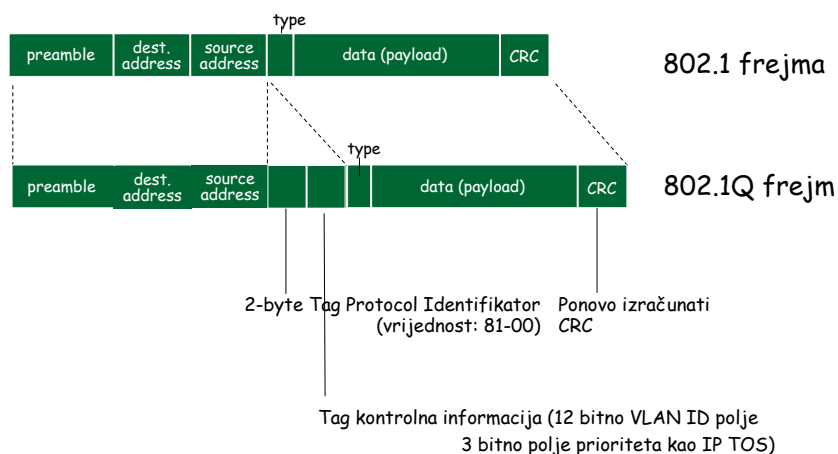 type
preamble
dest.
address
source
address
data (payload)
CRC
802.1 frejma
type
preamble
dest.
address
source
address
data (payload)
CRC
802.1Q frejm
2-byte Tag Protocol Identifikator
(vrijednost: 81-00)
Ponovo izračunati
CRC
Tag kontrolna informacija (12 bitno VLAN ID polje
3 bitno polje prioriteta kao IP TOS)